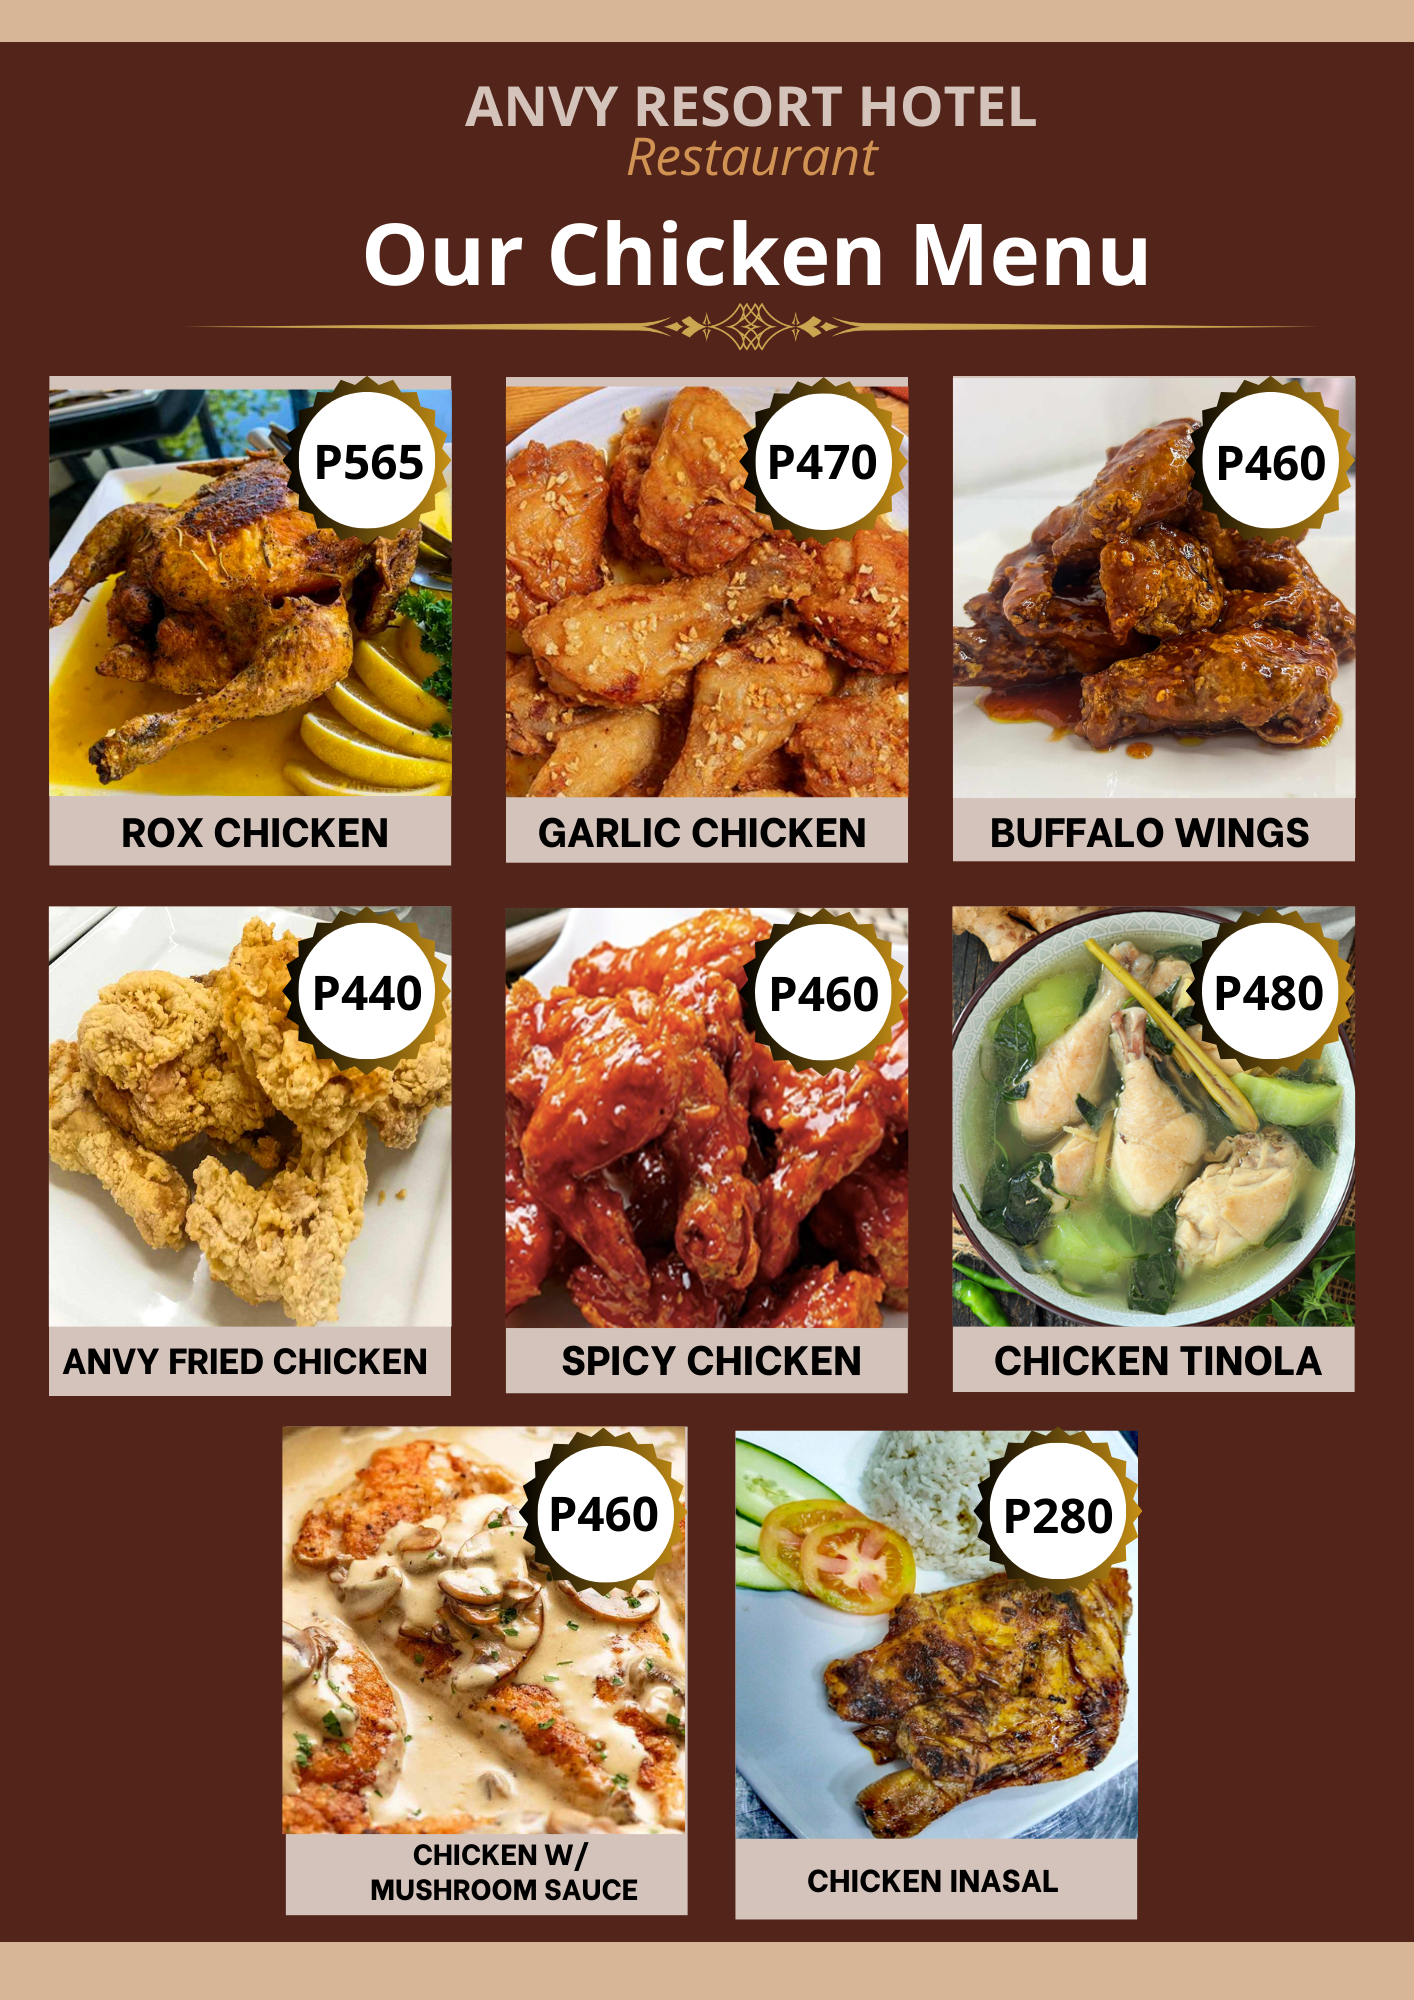 ANVY RESORT HOTEL
Restaurant
Our Chicken Menu
P565
P470
P460
ROX CHICKEN
GARLIC CHICKEN
BUFFALO WINGS
P440
P460
P480
ANVY FRIED CHICKEN
SPICY CHICKEN
CHICKEN TINOLA
P460
P280
CHICKEN W/
MUSHROOM SAUCE
CHICKEN INASAL